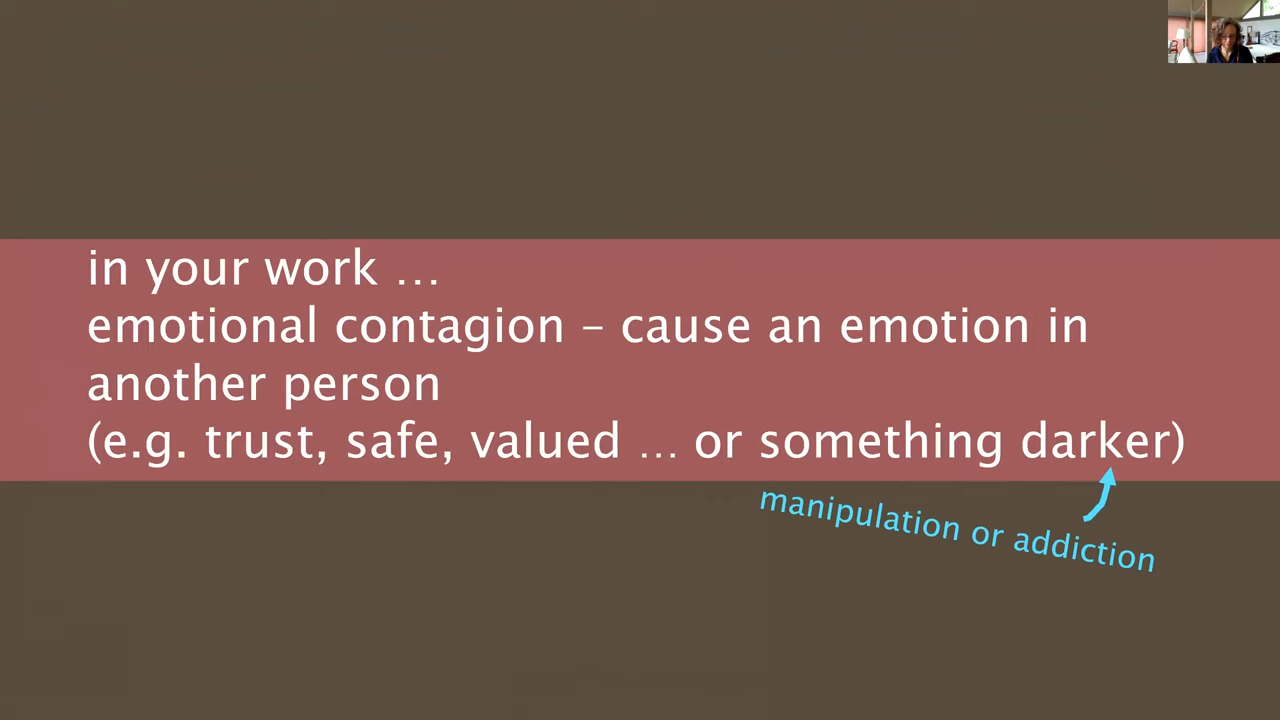 in your work …
emotional contagion – cause an emotion in
another person
(e.g. trust, safe, valued … or something darker)
manipulation or addiction